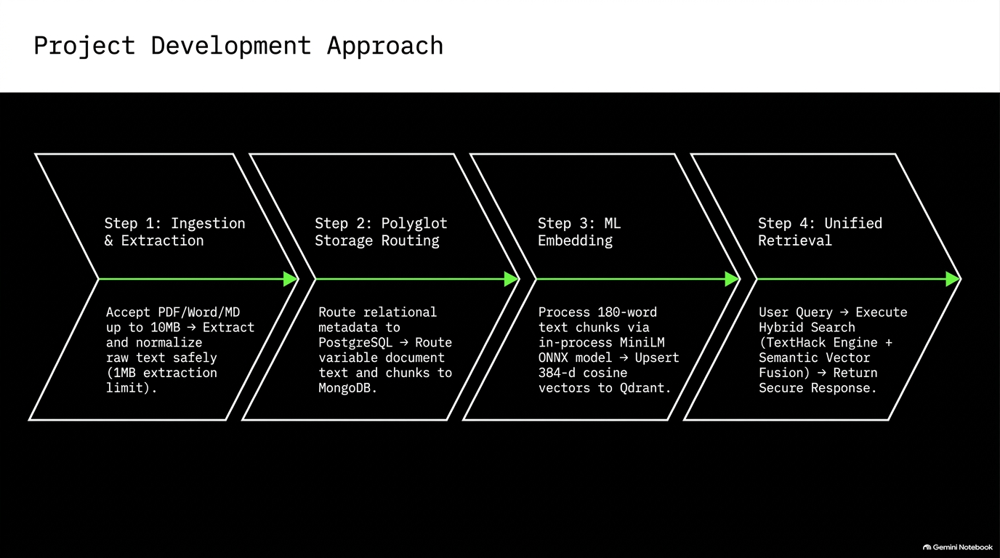 Project Development Approach
Step 1: Ingestion
& Extraction
Accept PDF/Word/MD
up to 10MB → Extract
and normalize
raw text safely
(1MB extraction
limit).
Step 2: Polyglot
Storage Routing
Route relational
metadata to
PostgreSQL → Route
variable document
text and chunks to
MongoDB.
Step 3: ML
Embedding
Process 180-word
text chunks via
in-process MiniLM
ONNX model → Upsert
384-d cosine
vectors to Qdrant.
Step 4: Unified
Retrieval
User Query → Execute
Hybrid Search
(TextHack Engine +
Semantic Vector
Fusion) → Return
Secure Response.
Gemini Notebook